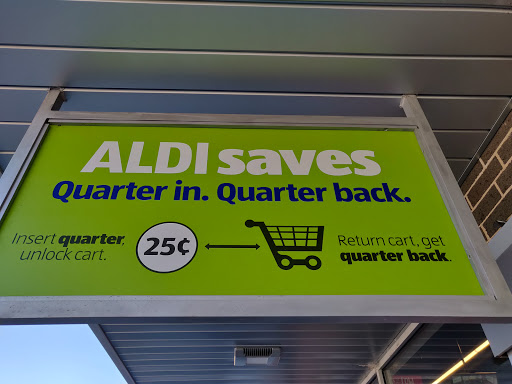 ALDI saves
Quarter in. Quarter back.
Insert quarter,
unlock cart.
25¢
Return cart, get
quarter back.